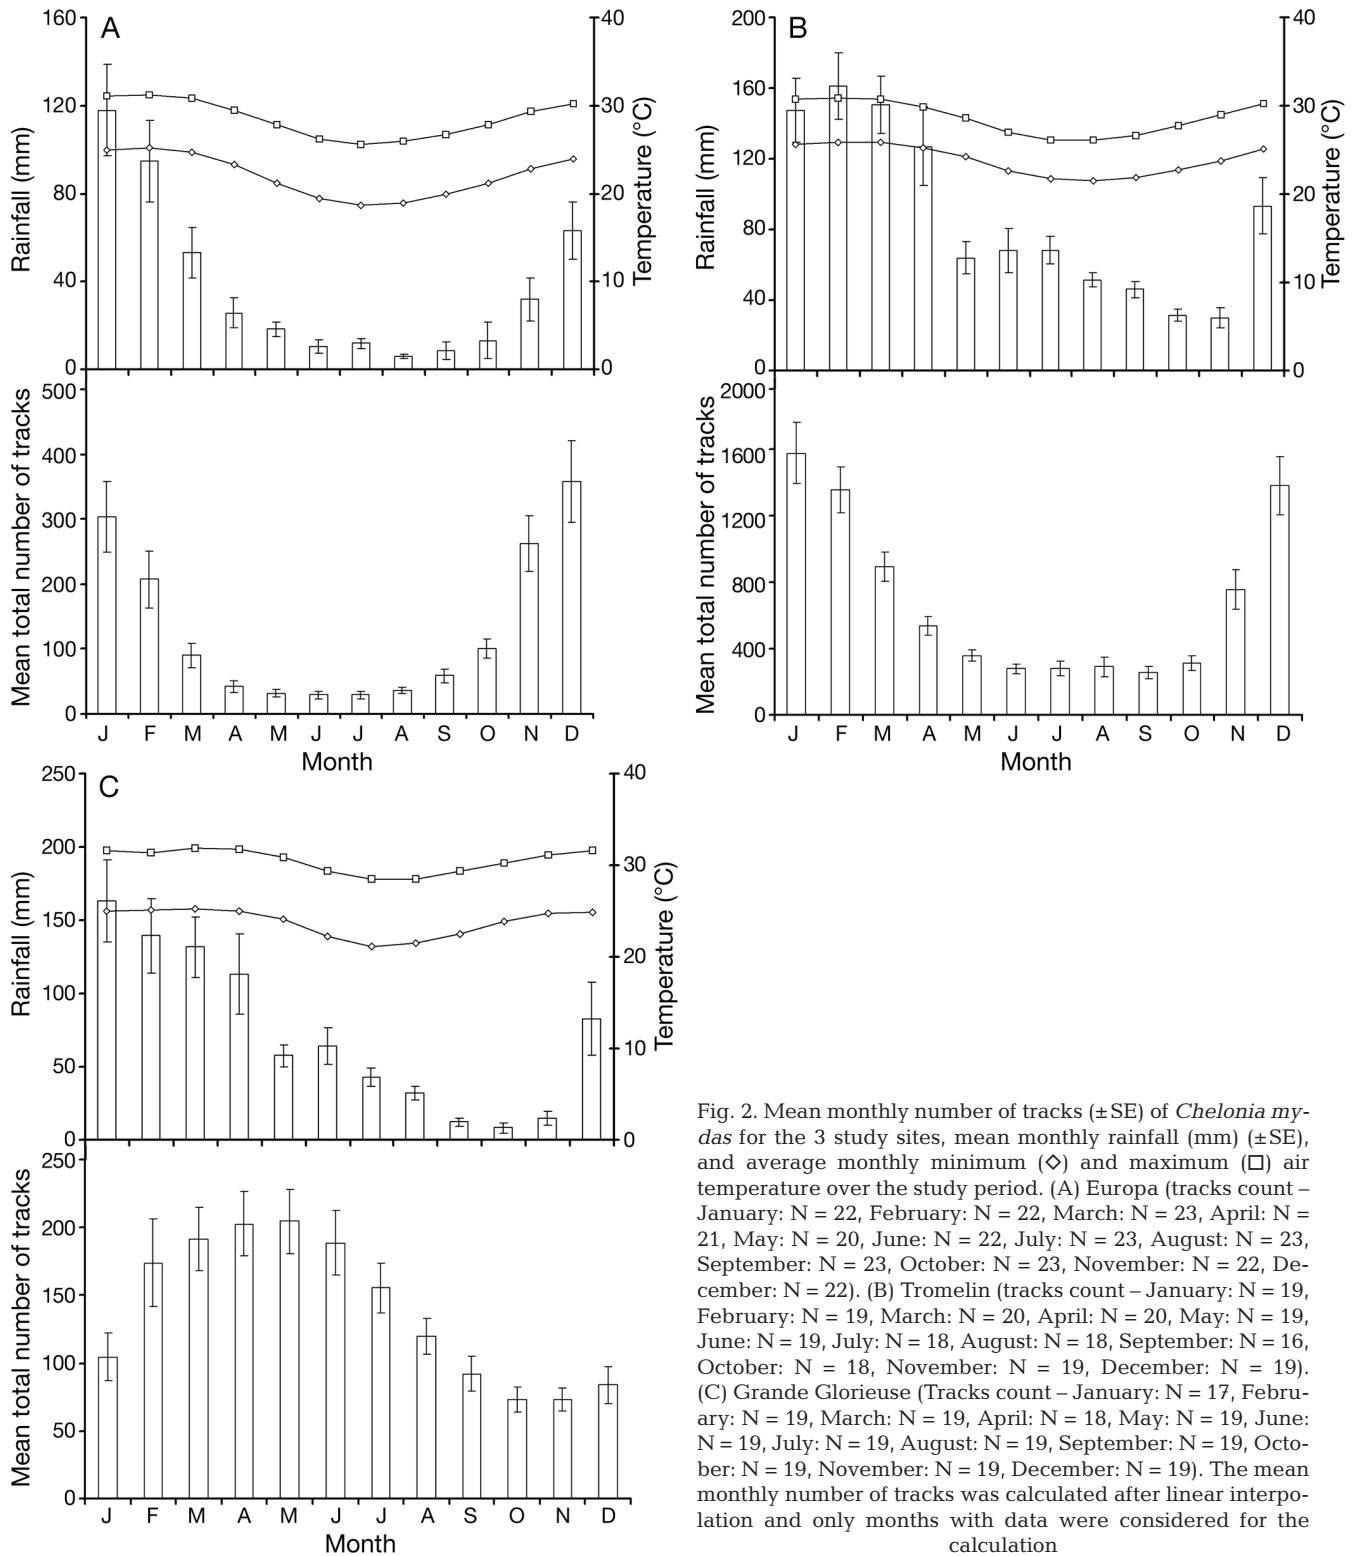 A
160
120
80
40
0
Rainfall (mm)
40
30
20
10
0
Temperature (°C)
500
400
300
200
100
0
Mean total number of tracks
J F M A M J J A S O N D
Month
B
200
160
120
80
40
0
Rainfall (mm)
40
30
20
10
0
Temperature (°C)
2000
1600
1200
800
400
0
Mean total number of tracks
J F M A M J J A S O N D
Month
C
250
200
150
100
50
0
Rainfall (mm)
40
30
20
10
0
Temperature (°C)
250
200
150
100
50
0
Mean total number of tracks
J F M A M J J A S O N D
Month
Fig. 2. Mean monthly number of tracks (±SE) of Chelonia my-
das for the 3 study sites, mean monthly rainfall (mm) (±SE),
and average monthly minimum (◇) and maximum (□) air
temperature over the study period. (A) Europa (tracks count –
January: N = 22, February: N = 22, March: N = 23, April: N =
21, May: N = 20, June: N = 22, July: N = 23, August: N = 23,
September: N = 23, October: N = 23, November: N = 22, De-
cember: N = 22). (B) Tromelin (tracks count – January: N = 19,
February: N = 19, March: N = 20, April: N = 20, May: N = 19,
June: N = 19, July: N = 18, August: N = 18, September: N = 16,
October: N = 18, November: N = 19, December: N = 19).
(C) Grande Glorieuse (Tracks count – January: N = 17, Febru-
ary: N = 19, March: N = 19, April: N = 18, May: N = 19, June:
N = 19, July: N = 19, August: N = 19, September: N = 19, Octo-
ber: N = 19, November: N = 19, December: N = 19). The mean
monthly number of tracks was calculated after linear interpo-
lation and only months with data were considered for the
calculation